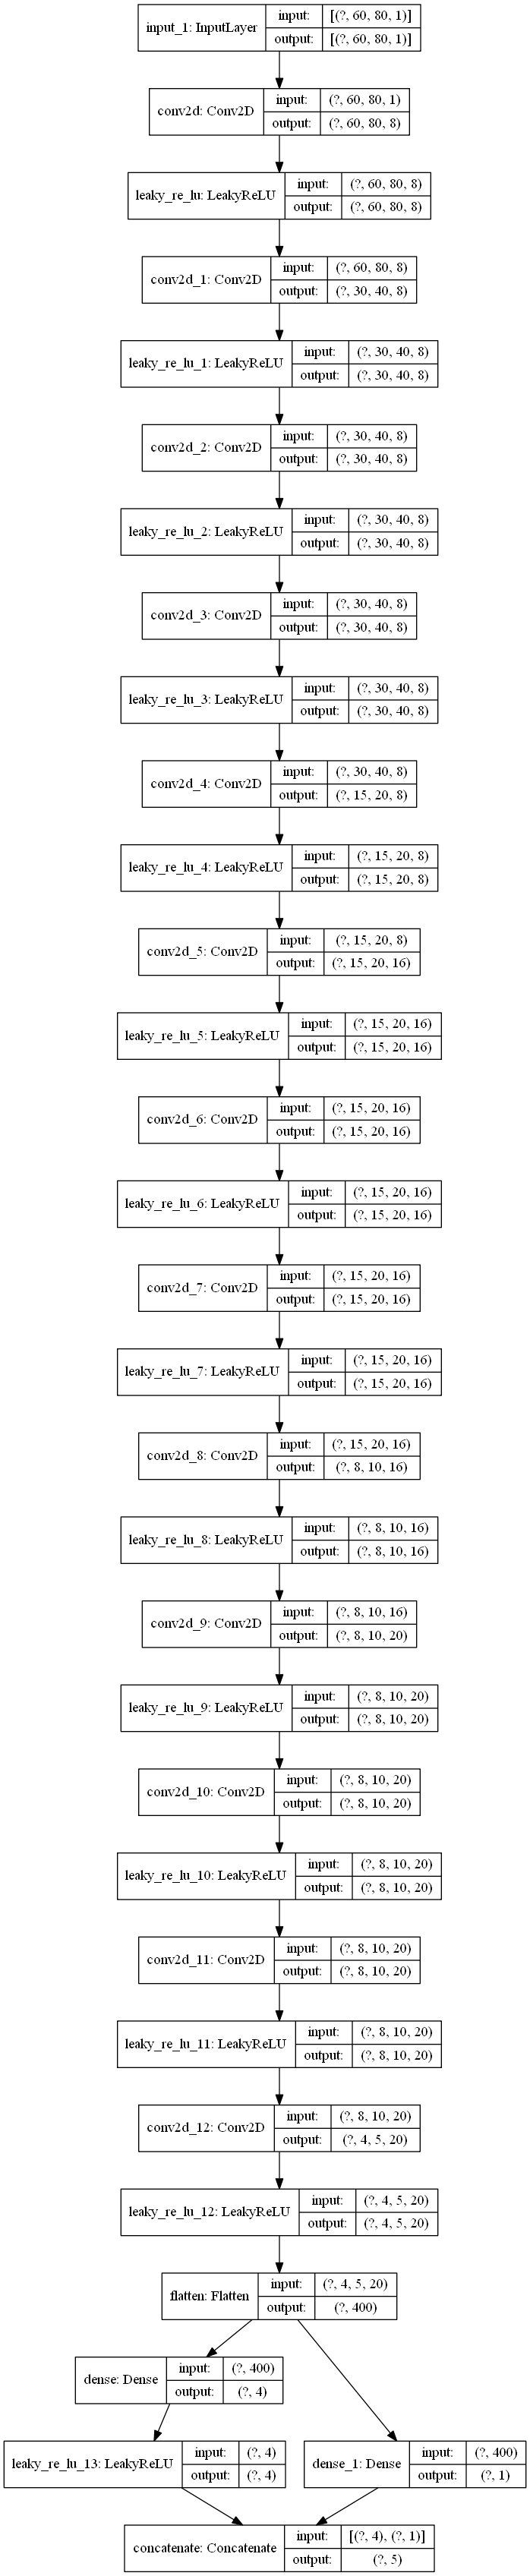 input_1: InputLayer
input: [(?, 60, 80, 1)]
output: [(?, 60, 80, 1)]
conv2d: Conv2D
input: (?, 60, 80, 1)
output: (?, 60, 80, 8)
leaky_re_lu: LeakyReLU
input: (?, 60, 80, 8)
output: (?, 60, 80, 8)
conv2d_1: Conv2D
input: (?, 60, 80, 8)
output: (?, 30, 40, 8)
leaky_re_lu_1: LeakyReLU
input: (?, 30, 40, 8)
output: (?, 30, 40, 8)
conv2d_2: Conv2D
input: (?, 30, 40, 8)
output: (?, 30, 40, 8)
leaky_re_lu_2: LeakyReLU
input: (?, 30, 40, 8)
output: (?, 30, 40, 8)
conv2d_3: Conv2D
input: (?, 30, 40, 8)
output: (?, 30, 40, 8)
leaky_re_lu_3: LeakyReLU
input: (?, 30, 40, 8)
output: (?, 30, 40, 8)
conv2d_4: Conv2D
input: (?, 30, 40, 8)
output: (?, 15, 20, 8)
leaky_re_lu_4: LeakyReLU
input: (?, 15, 20, 8)
output: (?, 15, 20, 8)
conv2d_5: Conv2D
input: (?, 15, 20, 8)
output: (?, 15, 20, 16)
leaky_re_lu_5: LeakyReLU
input: (?, 15, 20, 16)
output: (?, 15, 20, 16)
conv2d_6: Conv2D
input: (?, 15, 20, 16)
output: (?, 15, 20, 16)
leaky_re_lu_6: LeakyReLU
input: (?, 15, 20, 16)
output: (?, 15, 20, 16)
conv2d_7: Conv2D
input: (?, 15, 20, 16)
output: (?, 15, 20, 16)
leaky_re_lu_7: LeakyReLU
input: (?, 15, 20, 16)
output: (?, 15, 20, 16)
conv2d_8: Conv2D
input: (?, 15, 20, 16)
output: (?, 8, 10, 16)
leaky_re_lu_8: LeakyReLU
input: (?, 8, 10, 16)
output: (?, 8, 10, 16)
conv2d_9: Conv2D
input: (?, 8, 10, 16)
output: (?, 8, 10, 20)
leaky_re_lu_9: LeakyReLU
input: (?, 8, 10, 20)
output: (?, 8, 10, 20)
conv2d_10: Conv2D
input: (?, 8, 10, 20)
output: (?, 8, 10, 20)
leaky_re_lu_10: LeakyReLU
input: (?, 8, 10, 20)
output: (?, 8, 10, 20)
conv2d_11: Conv2D
input: (?, 8, 10, 20)
output: (?, 8, 10, 20)
leaky_re_lu_11: LeakyReLU
input: (?, 8, 10, 20)
output: (?, 8, 10, 20)
conv2d_12: Conv2D
input: (?, 8, 10, 20)
output: (?, 4, 5, 20)
leaky_re_lu_12: LeakyReLU
input: (?, 4, 5, 20)
output: (?, 4, 5, 20)
flatten: Flatten
input: (?, 4, 5, 20)
output: (?, 400)
dense: Dense
input: (?, 400)
output: (?, 4)
leaky_re_lu_13: LeakyReLU
input: (?, 4)
output: (?, 4)
dense_1: Dense
input: (?, 400)
output: (?, 1)
concatenate: Concatenate
input: [(?, 4), (?, 1)]
output: (?, 5)